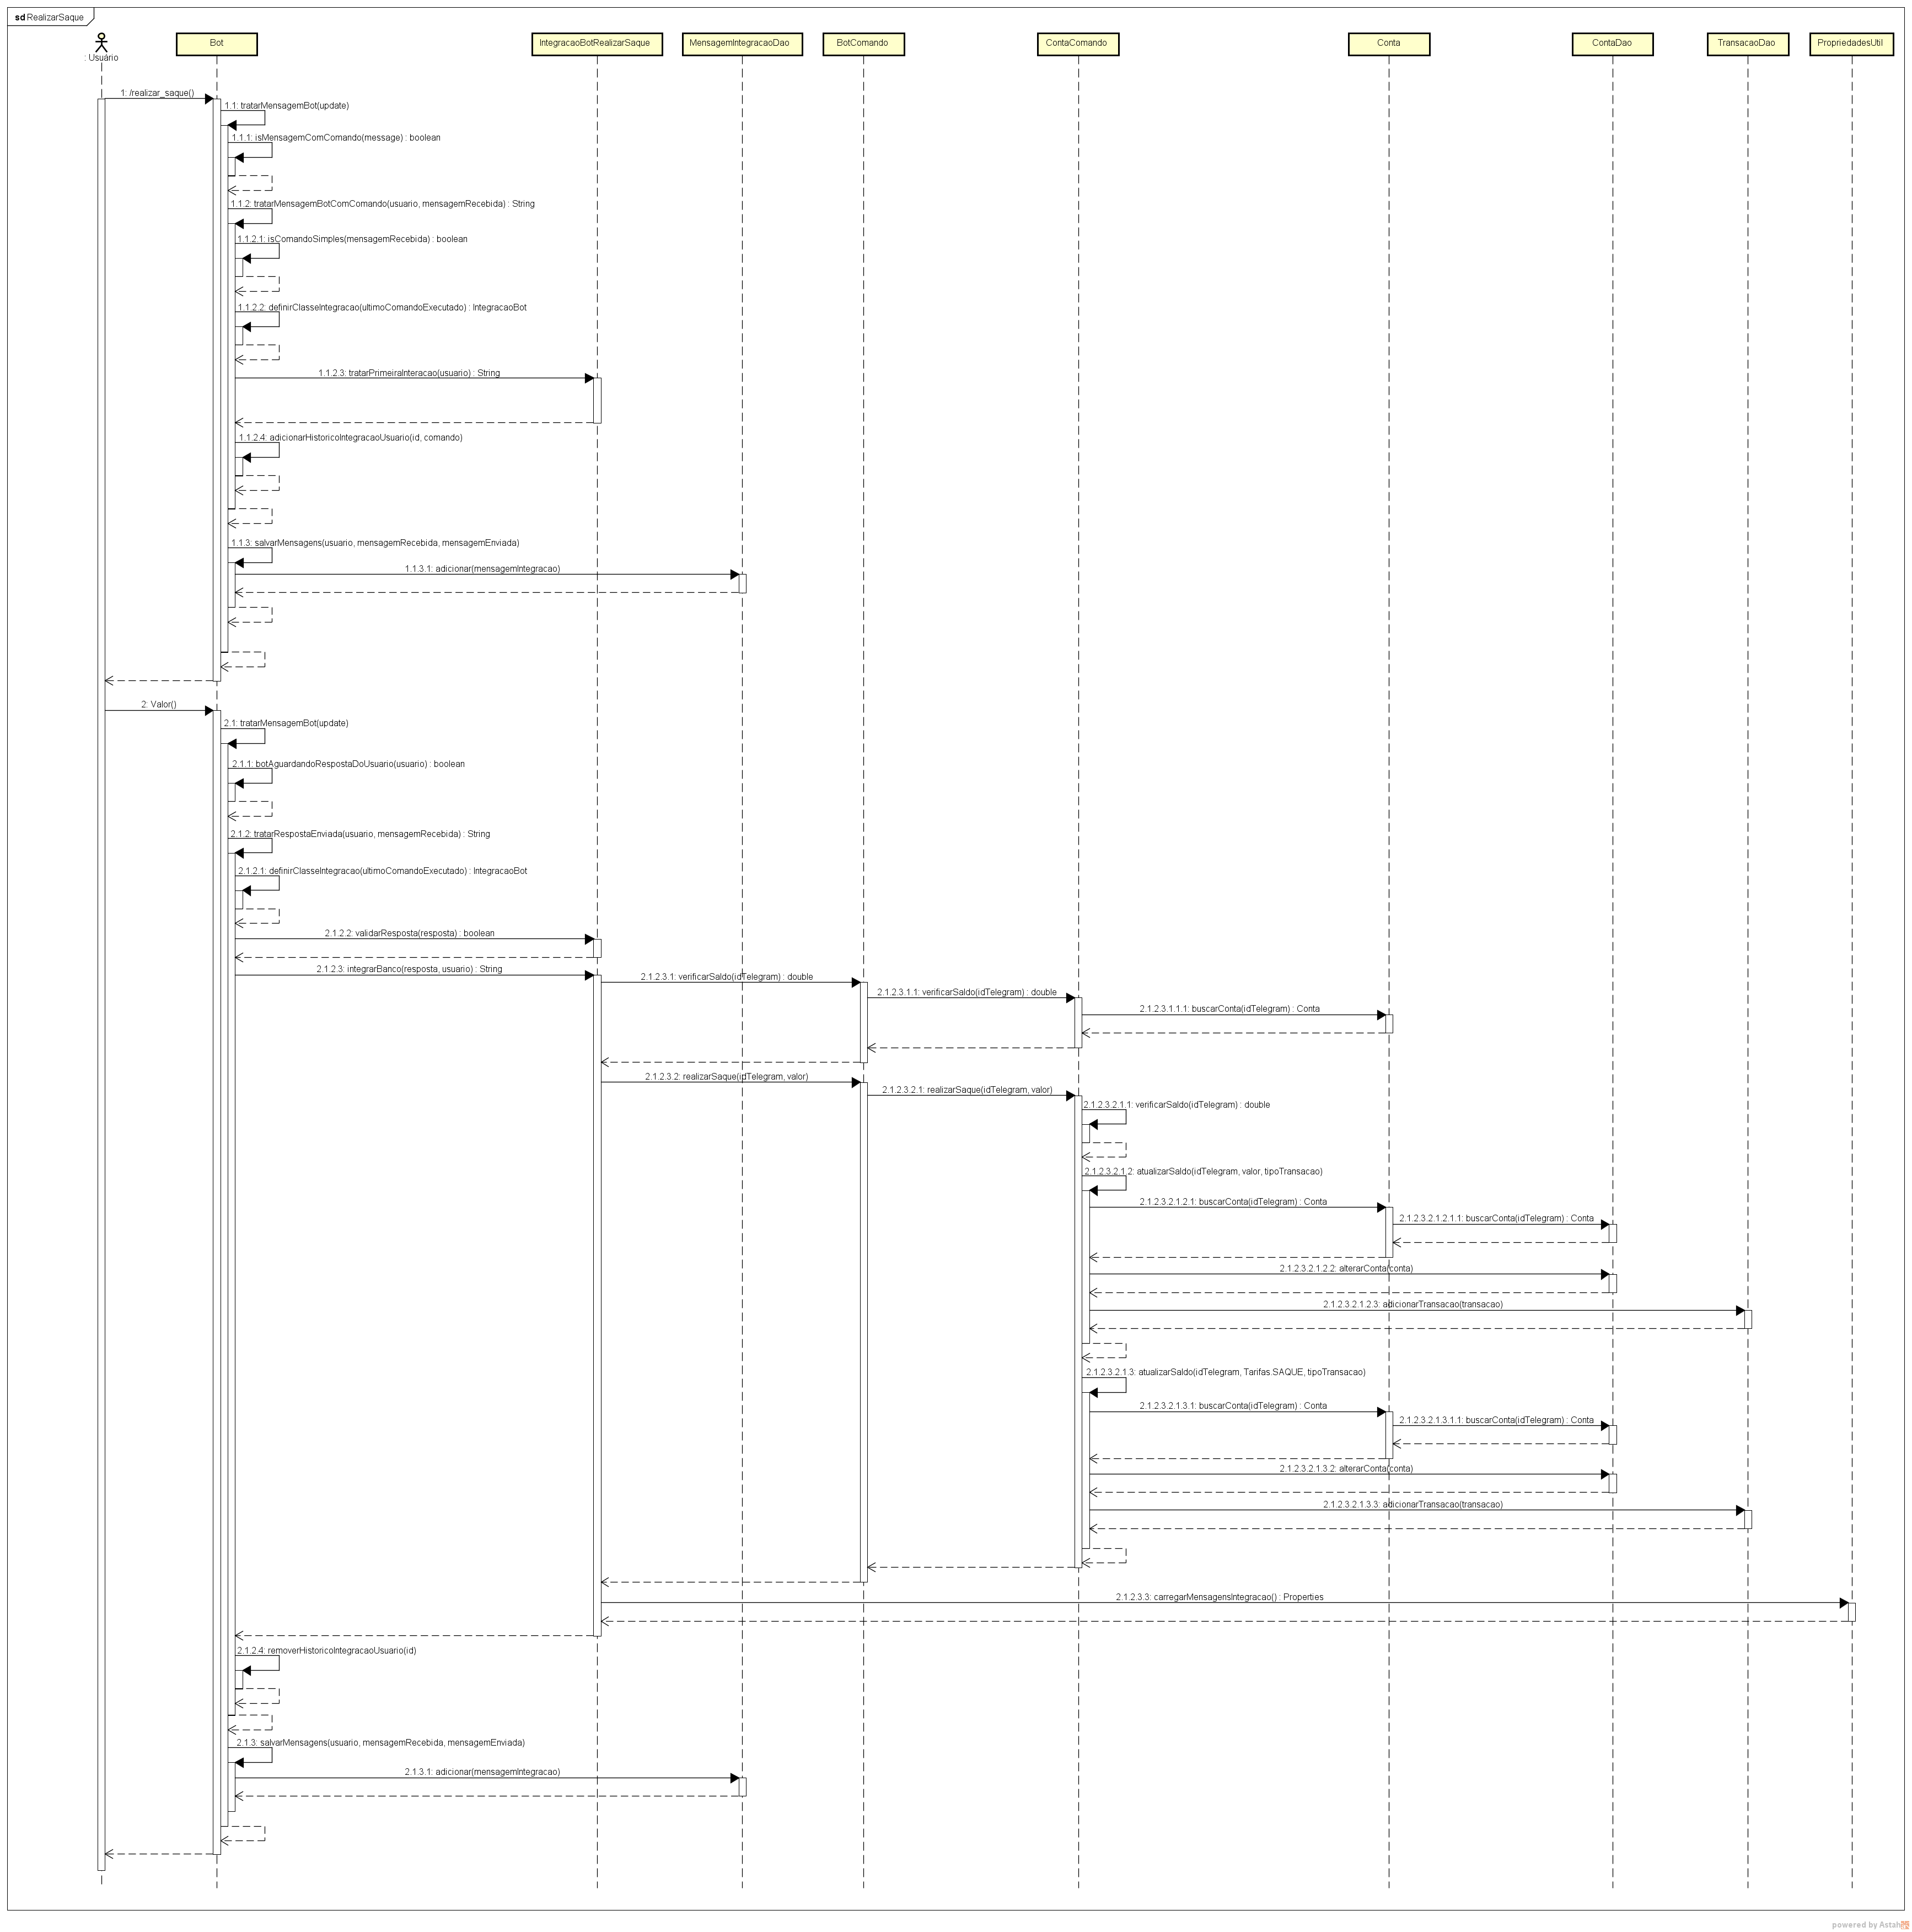 sd RealizarSaque
: Usuário
Bot
IntegracaoBotRealizarSaque
MensagemIntegracaoDao
BotComando
ContaComando
Conta
ContaDao
TransacaoDao
PropriedadesUtil
1: /realizar_saque()
1.1: tratarMensagemBot(update)
1.1.1: isMensagemComComando(message) : boolean
1.1.2: tratarMensagemBotComComando(usuario, mensagemRecebida) : String
1.1.2.1: isComandoSimples(mensagemRecebida) : boolean
1.1.2.2: definirClasseIntegracao(ultimoComandoExecutado) : IntegracaoBot
1.1.2.3: tratarPrimeiraInteracao(usuario) : String
1.1.2.4: adicionarHistoricoIntegracaoUsuario(id, comando)
1.1.3: salvarMensagens(usuario, mensagemRecebida, mensagemEnviada)
1.1.3.1: adicionar(mensagemIntegracao)
2: Valor()
2.1: tratarMensagemBot(update)
2.1.1: botAguardandoRespostaDoUsuario(usuario) : boolean
2.1.2: tratarRespostaEnviada(usuario, mensagemRecebida) : String
2.1.2.1: definirClasseIntegracao(ultimoComandoExecutado) : IntegracaoBot
2.1.2.2: validarResposta(resposta) : boolean
2.1.2.3: integrarBanco(resposta, usuario) : String
2.1.2.3.1: verificarSaldo(idTelegram) : double
2.1.2.3.1.1: verificarSaldo(idTelegram) : double
2.1.2.3.1.1.1: buscarConta(idTelegram) : Conta
2.1.2.3.2: realizarSaque(idTelegram, valor)
2.1.2.3.2.1: realizarSaque(idTelegram, valor)
2.1.2.3.2.1.1: verificarSaldo(idTelegram) : double
2.1.2.3.2.1.2: atualizarSaldo(idTelegram, valor, tipoTransacao)
2.1.2.3.2.1.2.1: buscarConta(idTelegram) : Conta
2.1.2.3.2.1.2.1.1: buscarConta(idTelegram) : Conta
2.1.2.3.2.1.2.2: alterarConta(conta)
2.1.2.3.2.1.2.3: adicionarTransacao(transacao)
2.1.2.3.2.1.3: atualizarSaldo(idTelegram, Tarifas.SAQUE, tipoTransacao)
2.1.2.3.2.1.3.1: buscarConta(idTelegram) : Conta
2.1.2.3.2.1.3.1.1: buscarConta(idTelegram) : Conta
2.1.2.3.2.1.3.2: alterarConta(conta)
2.1.2.3.2.1.3.3: adicionarTransacao(transacao)
2.1.2.3.3: carregarMensagensIntegracao() : Properties
2.1.2.4: removerHistoricoIntegracaoUsuario(id)
2.1.3: salvarMensagens(usuario, mensagemRecebida, mensagemEnviada)
2.1.3.1: adicionar(mensagemIntegracao)
powered by Astah